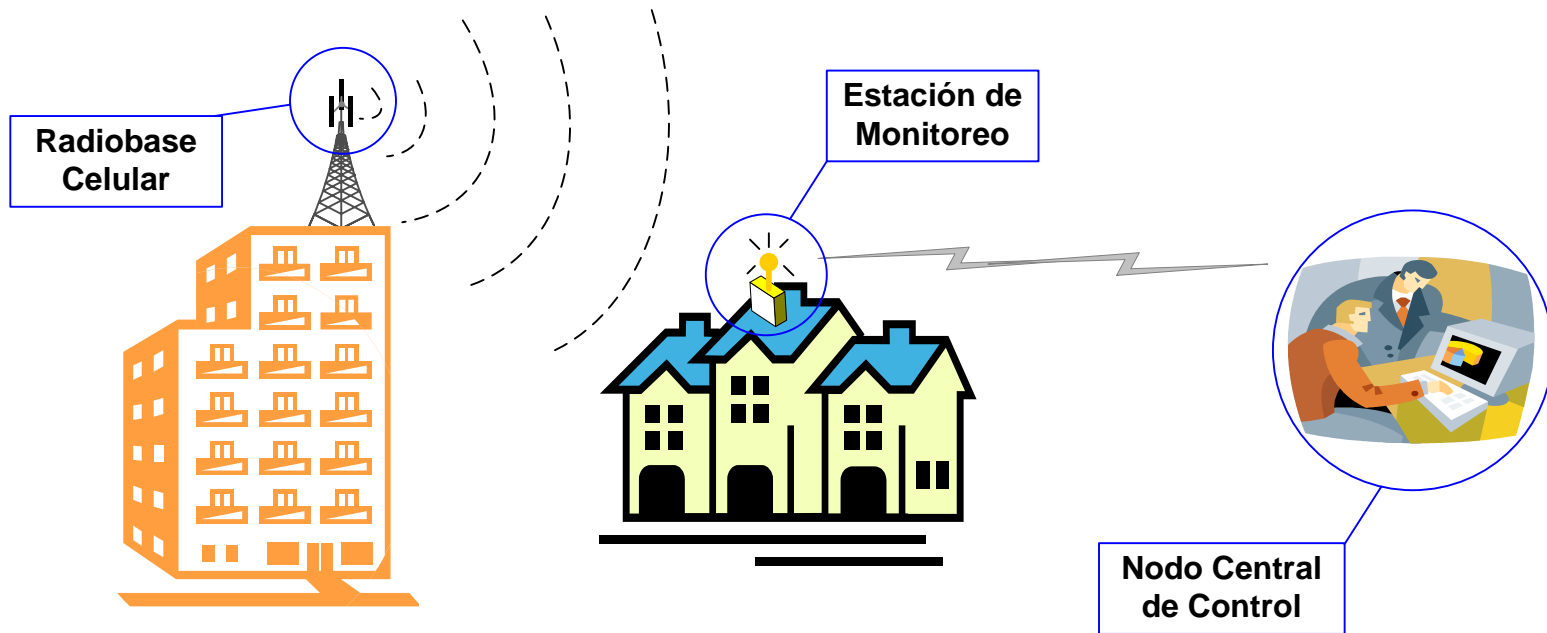 Radiobase
Celular
Estación de
Monitoreo
Nodo Central
de Control